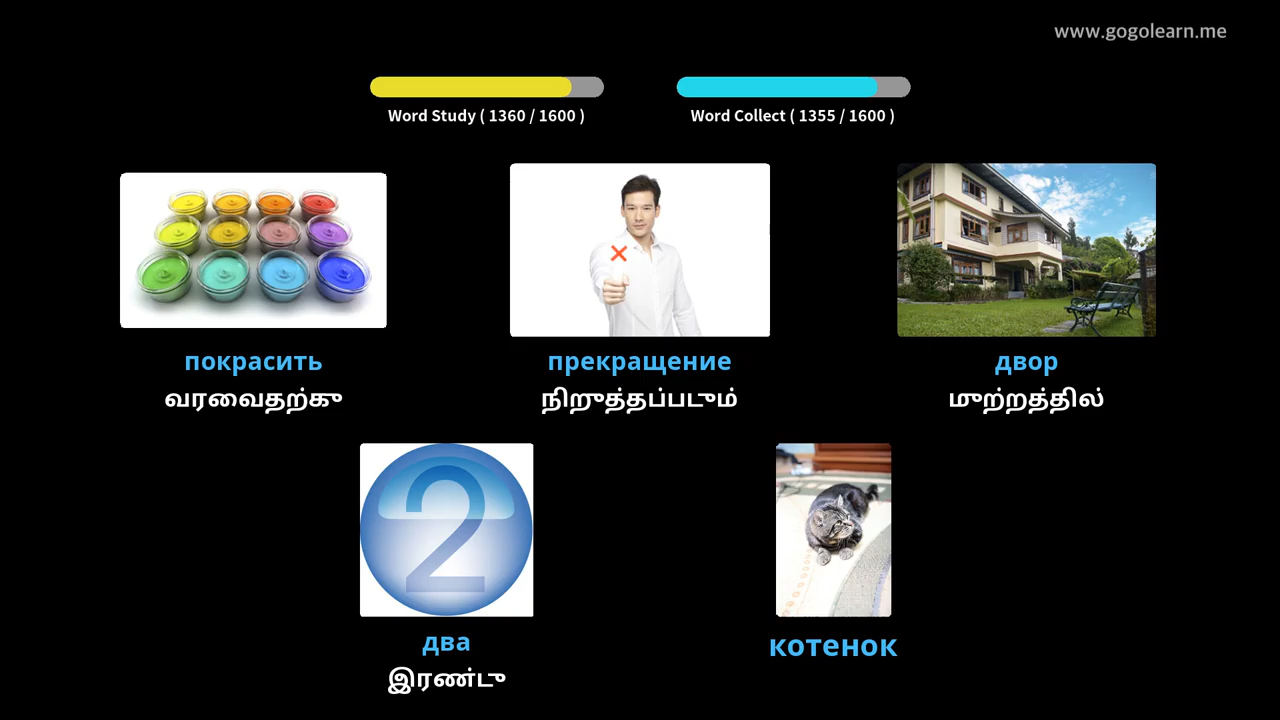 www.gogolearn.me
Word Study ( 1360 / 1600 )
Word Collect ( 1355 / 1600 )
покрасить
வரவைதற்கு
прекращение
நிறுத்தப்படும்
двор
முற்றத்தில்
2
два
இரண்டு
котенок